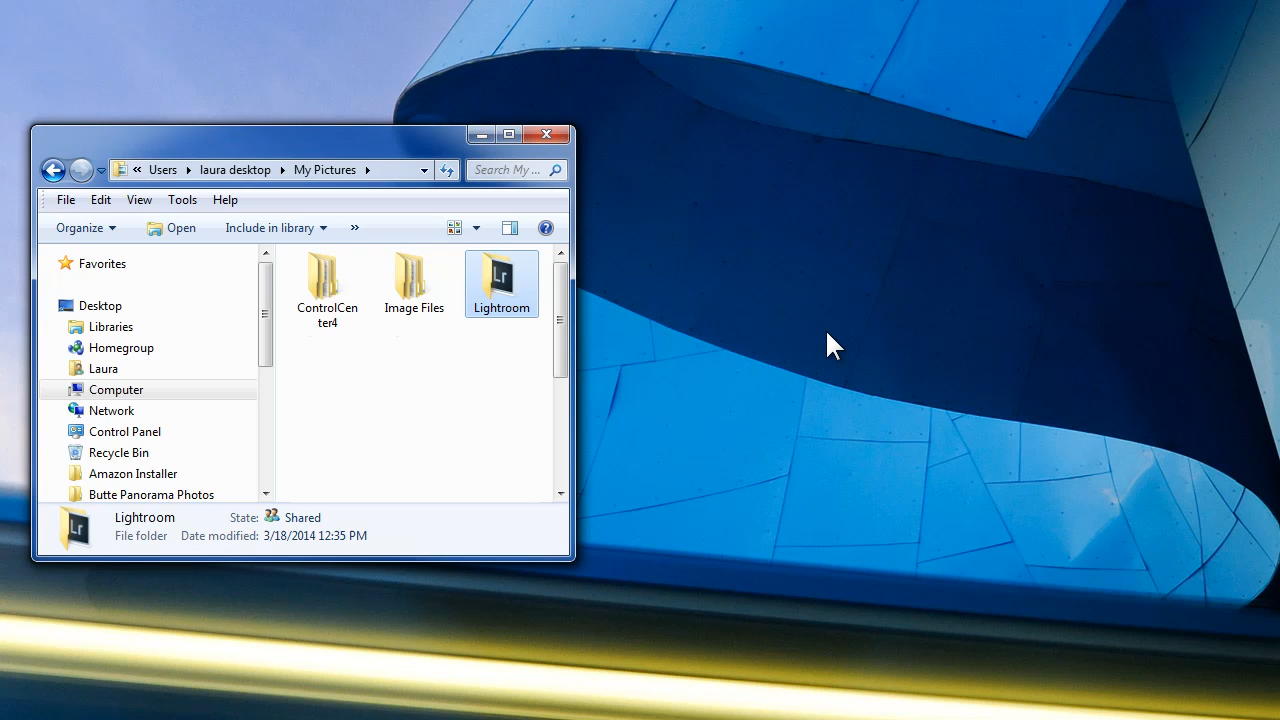 « Users laura desktop My Pictures Search My ...
File Edit View Tools Help
Organize Open Include in library »
Favorites
Desktop
Libraries
Homegroup
Laura
Computer
Network
Control Panel
Recycle Bin
Amazon Installer
Butte Panorama Photos
ControlCen
ter4
Image Files
Lr
Lightroom
Lr
Lightroom State: Shared
File folder Date modified: 3/18/2014 12:35 PM